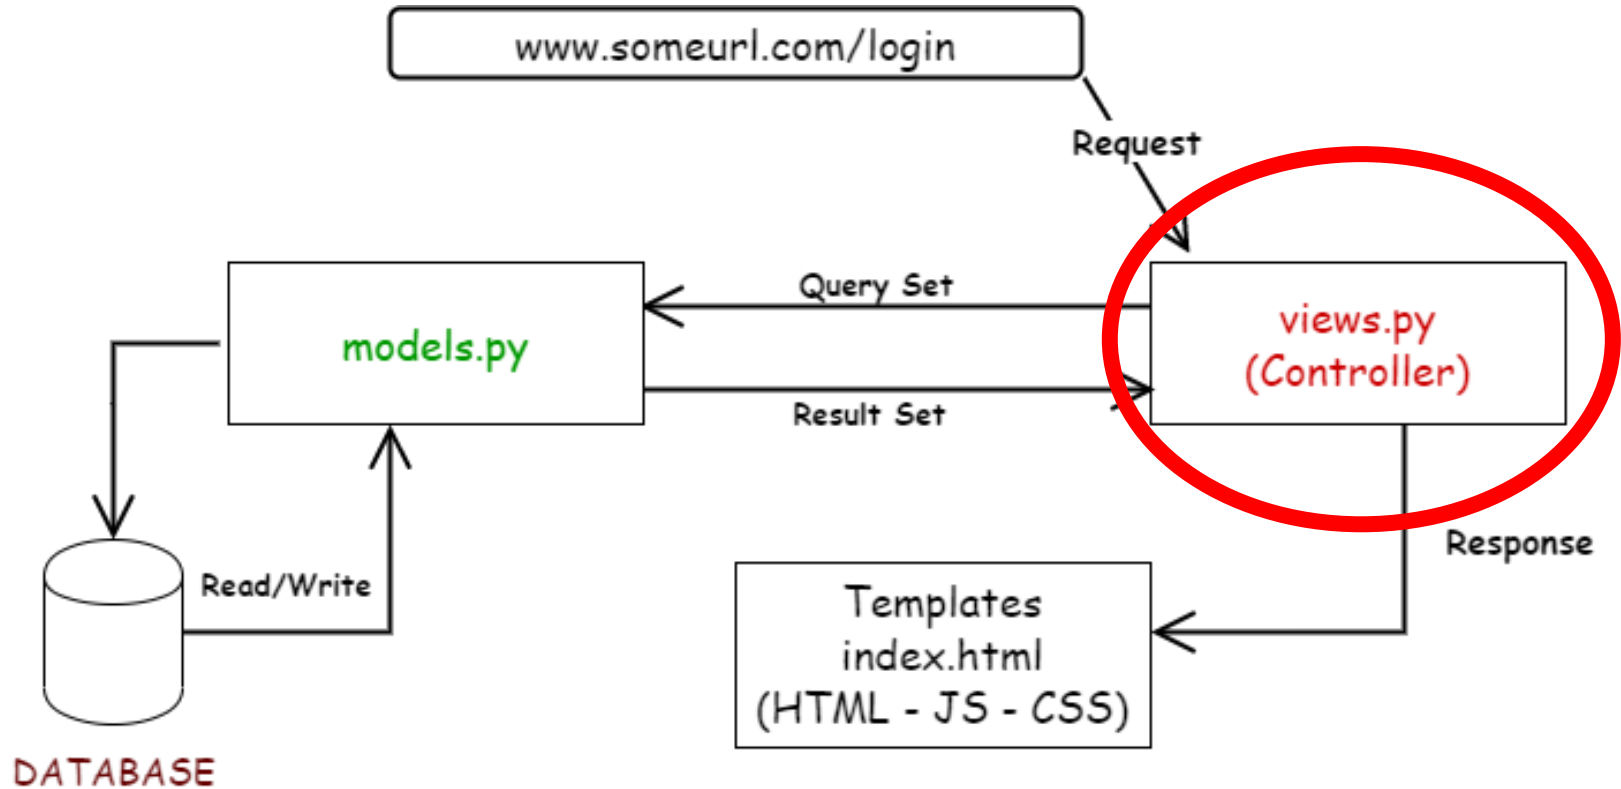 www.someurl.com/login
Request
Query Set
views.py
(Controller)
models.py
Result Set
Response
Read/Write
Templates
index.html
(HTML - JS - CSS)
DATABASE